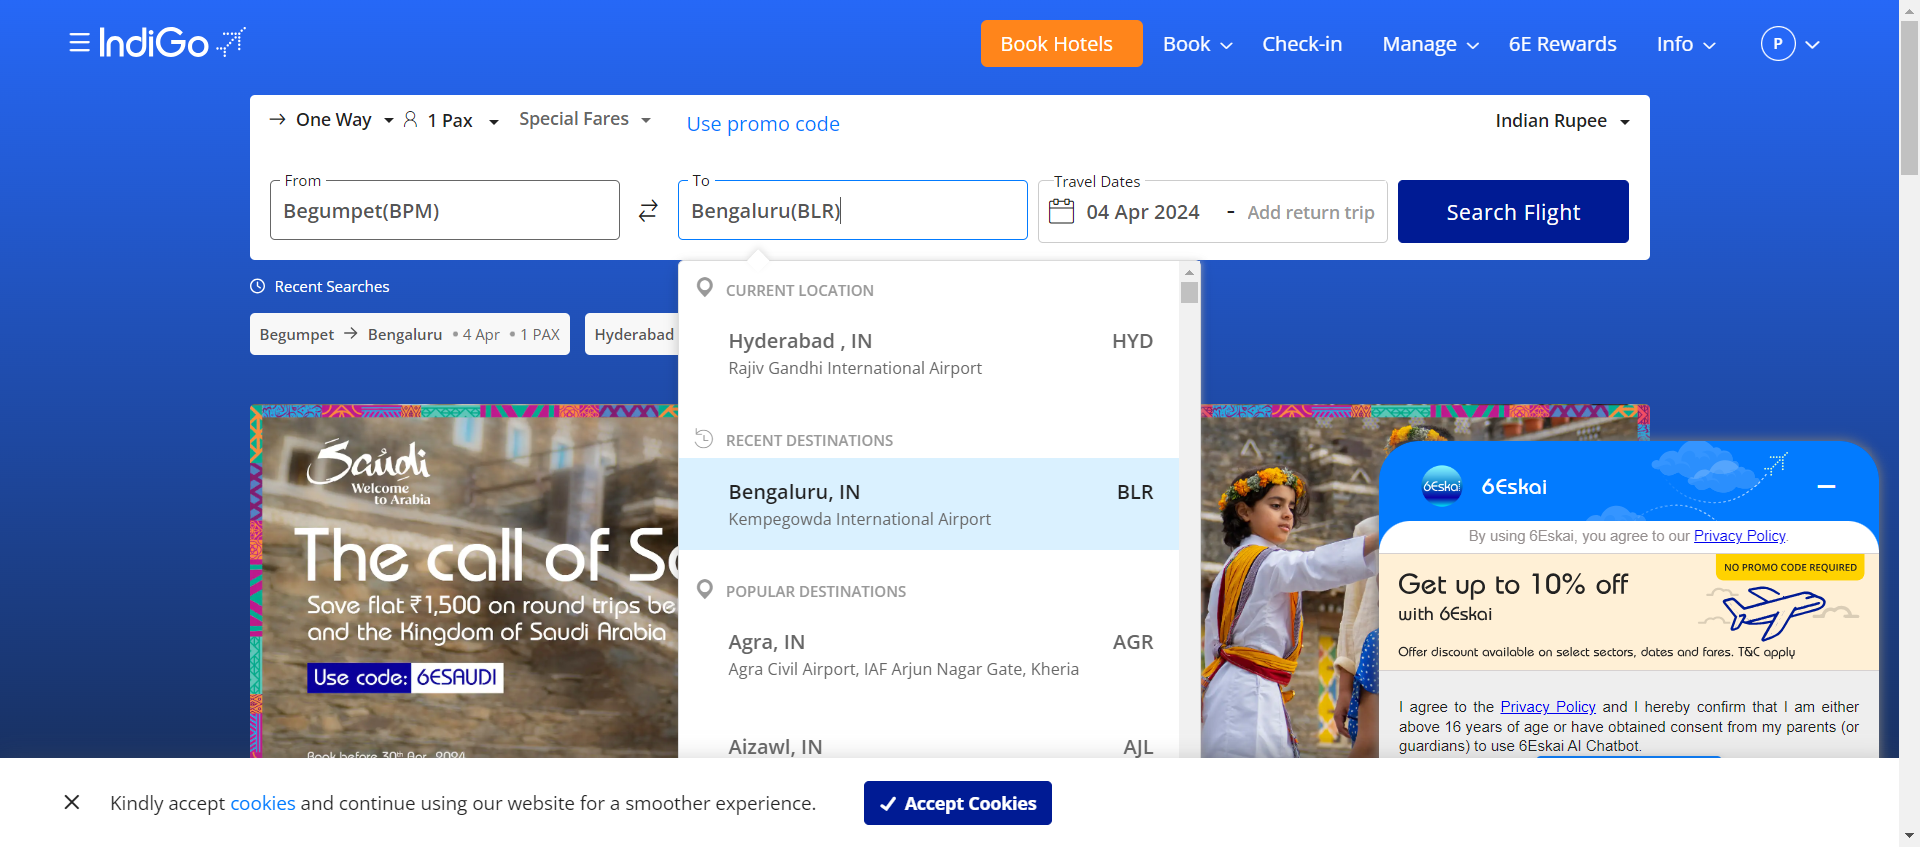 IndiGo
Book Hotels
Book
Check-in
Manage
6E Rewards
Info
P
One Way
1 Pax
Special Fares
Use promo code
Indian Rupee
From
Begumpet(BPM)
To
Bengaluru(BLR)
Travel Dates
04 Apr 2024 - Add return trip
Search Flight
Recent Searches
Begumpet → Bengaluru • 4 Apr • 1 PAX
Hyderabad
CURRENT LOCATION
Hyderabad , IN HYD
Rajiv Gandhi International Airport
RECENT DESTINATIONS
Bengaluru, IN BLR
Kempegowda International Airport
POPULAR DESTINATIONS
Agra, IN AGR
Agra Civil Airport, IAF Arjun Nagar Gate, Kheria
Aizawl, IN AJL
Saudi
Welcome
to Arabia
The call of
Save flat ₹1,500 on round trips
and the Kingdom of Saudi Arabia
Use code: 6ESAUDI
Book before 30th Apr, 2024
6Eskai
6Eskai
By using 6Eskai, you agree to our Privacy Policy.
NO PROMO CODE REQUIRED
Get up to 10% off
with 6Eskai
Offer discount available on select sectors, dates and fares. T&C apply
I agree to the Privacy Policy and I hereby confirm that I am either
above 16 years of age or have obtained consent from my parents (or
guardians) to use 6Eskai AI Chatbot.
Kindly accept cookies and continue using our website for a smoother experience.
Accept Cookies